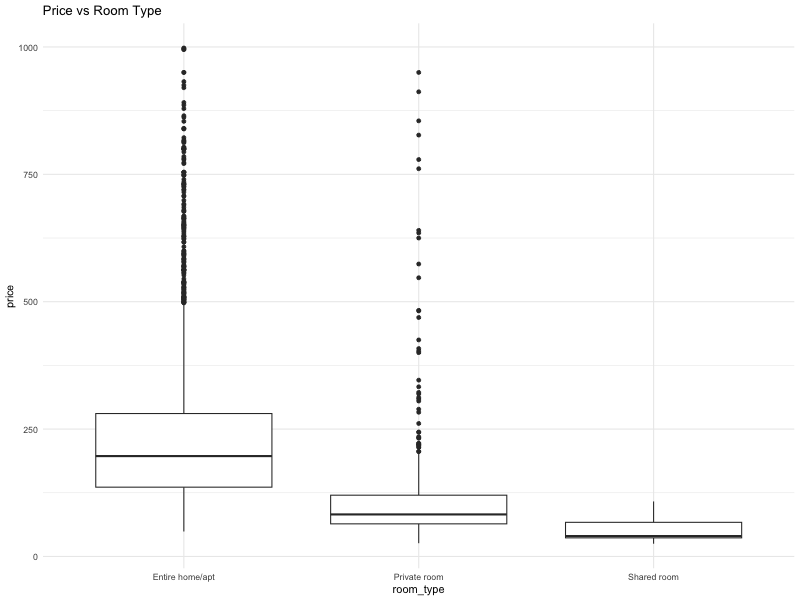 Price vs Room Type
1000
750
500
250
0
price
Entire home/apt
Private room
Shared room
room_type